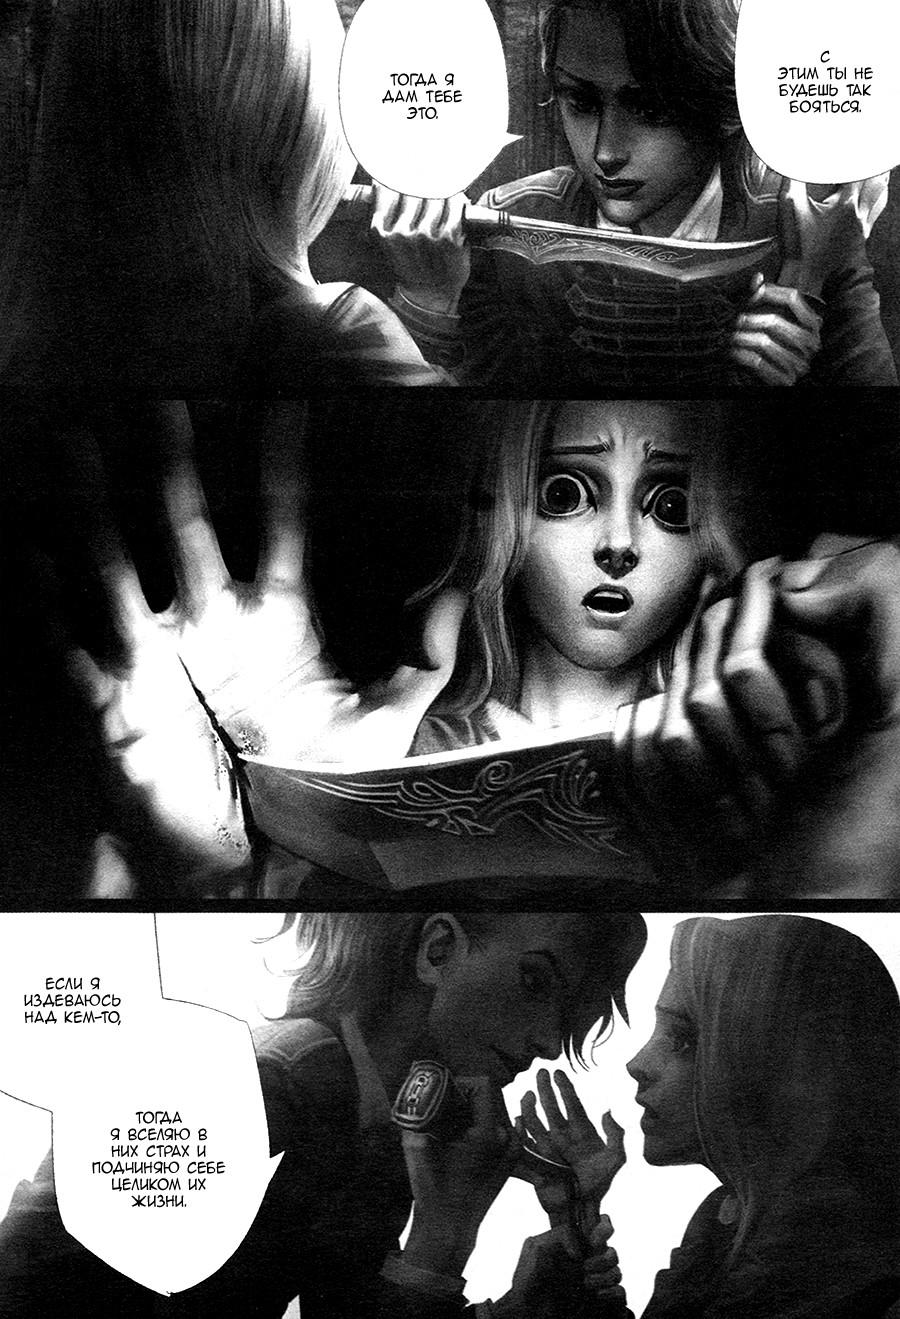 ТОГДА Я
ДАМ ТЕБЕ
ЭТО.
С
ЭТИМ ТЫ НЕ
БУДЕШЬ ТАК
БОЯТЬСЯ.
ЕСЛИ Я
ИЗДЕВАЮСЬ
НАД КЕМ-ТО,
ТОГДА
Я ВСЕЛЯЮ В
НИХ СТРАХ И
ПОДЧИНЯЮ СЕБЕ
ЦЕЛИКОМ ИХ
ЖИЗНИ.